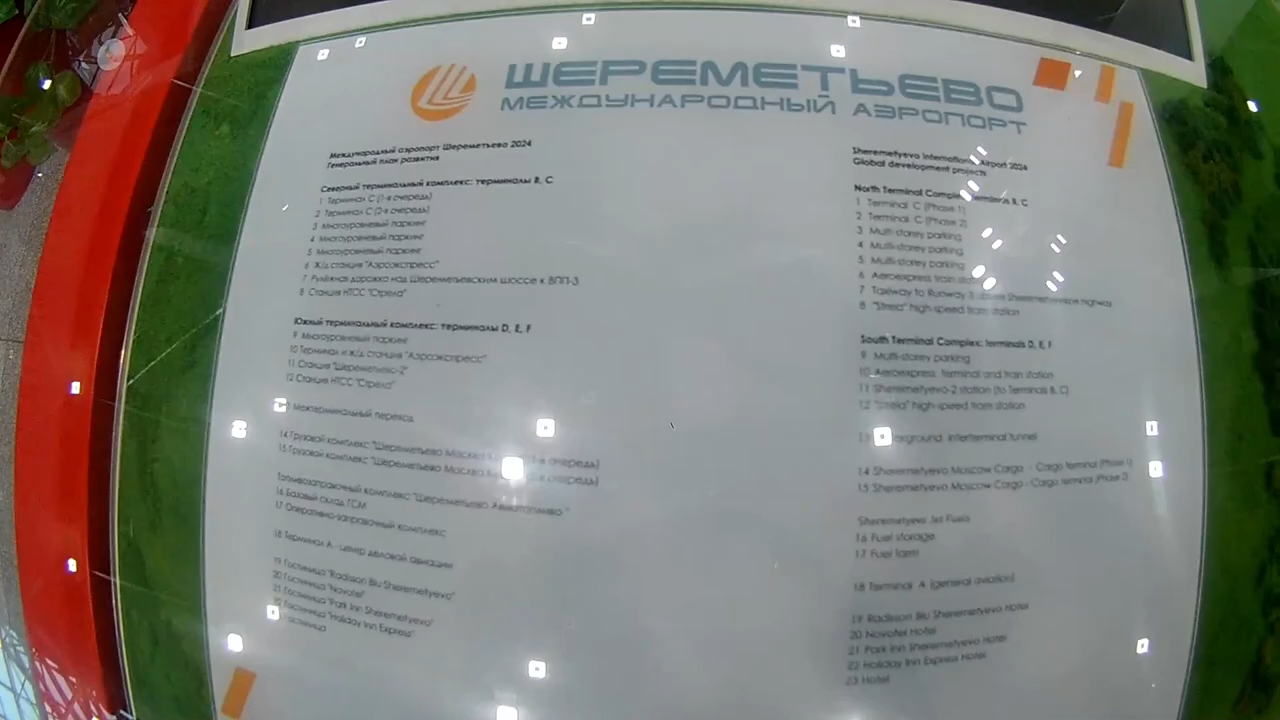 ШЕРЕМЕТЬЕВО
МЕЖДУНАРОДНЫЙ АЭРОПОРТ
Международный аэропорт Шереметьево 2024
Генеральный план развития
Северный терминальный комплекс: терминалы B, C
1 Терминал C (1-я очередь)
2 Терминал C (2-я очередь)
3 Многоуровневый паркинг
4 Многоуровневый паркинг
5 Многоуровневый паркинг
6 Ж/д станция "Аэроэкспресс"
7 Рулёжная дорожка над Шереметьевским шоссе к ВПП-3
8 Станция НТСС "Стрела"
Южный терминальный комплекс: терминалы D, E, F
9 Многоуровневый паркинг
10 Терминал и ж/д станция "Аэроэкспресс"
11 Станция "Шереметьево-2"
12 Станция НТСС "Стрела"
Межтерминальный переход
14 Грузовой комплекс "Шереметьево Москва очередь)
15 Грузовой комплекс "Шереметьево Москва очередь)
Топливозаправочный комплекс "Шереметьево
16 Базовый склад ГСМ
17 Оперативно-заправочный комплекс
18 Терминал А - центр деловой авиации
19 Гостиница "Radisson Blu Sheremetyevo"
20 Гостиница "Novotel"
21 Гостиница "Park Inn Sheremetyevo"
Гостиница "Holiday Inn Express"
Гостиница
Sheremetyevo International Airport 2024
Global development projects
North Terminal Complex: terminals B, C
1 Terminal C (Phase 1)
2 Terminal C (Phase 2)
3 Multi-storey parking
4 Multi-storey parking
5 Multi-storey parking
6 Aeroexpress train
7 Taxiway to Runway 3 Sheremetyevskoe highway
8 "Strela" high-speed train station
South Terminal Complex: terminals D, E, F
9 Multi-storey parking
10 Aeroexpress terminal and train station
11 Sheremetyevo-2 station (to Terminals B, C)
12 "Strela" high-speed train station
interterminal tunnel
14 Sheremetyevo Moscow Cargo - Cargo terminal (Phase 1)
15 Sheremetyevo Moscow Cargo - Cargo terminal (Phase 2)
Sheremetyevo Jet Fuels
16 Fuel storage
17 Fuel farm
18 Terminal A (general aviation)
19 Radisson Blu Sheremetyevo Hotel
20 Novotel Hotel
21 Park Inn Sheremetyevo Hotel
22 Holiday Inn Express Hotel
23 Hotel